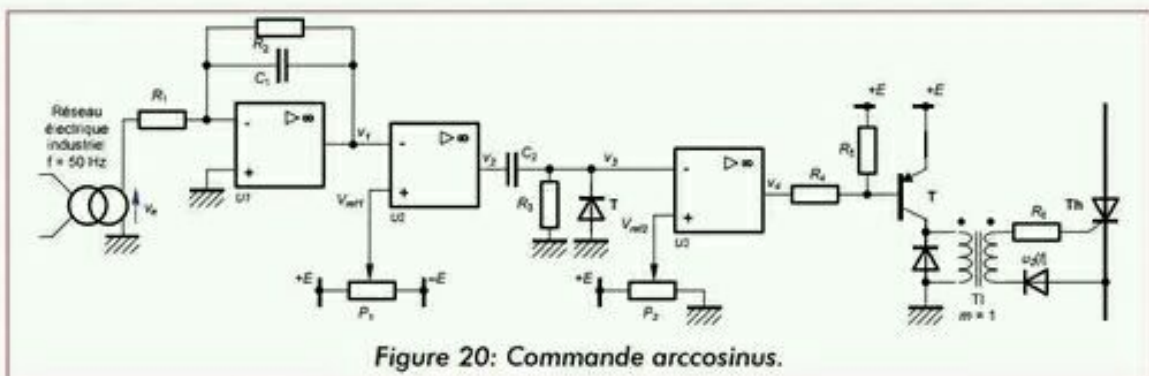 R₂
C₁
R₁
Réseau
électrique
industriel
f = 50 Hz
vₑ
- ▷ ∞
+
U1
v₁
- ▷ ∞
+
U2
Vref1
+E
-E
P₁
v₂
C₂
R₃
T
v₃
- ▷ ∞
+
U3
Vref2
+E
P₂
v₄
R₄
+E
R₅
+E
T
R₆
Th
TI
m = 1
Figure 20: Commande arccosinus.